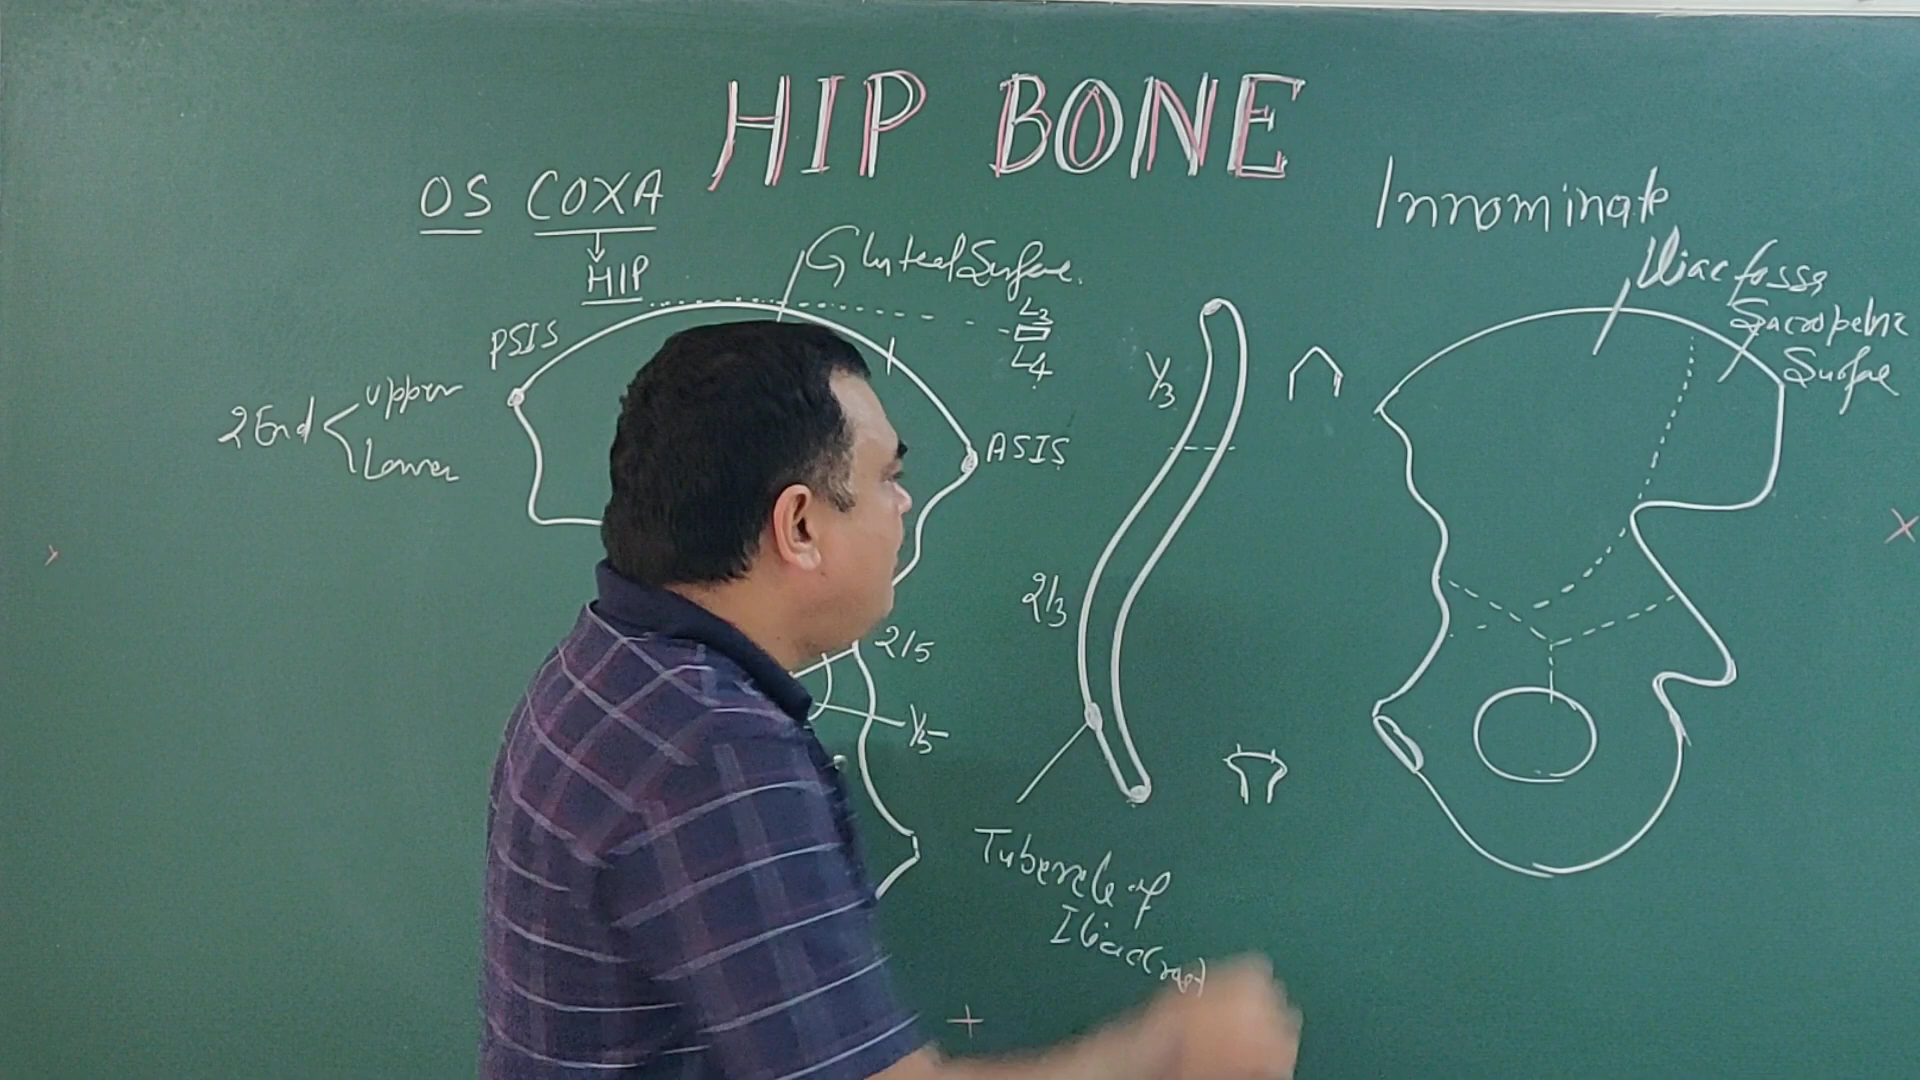 HIP BONE
OS COXA
HIP
Innominate
Gluteal Surface
Iliac fossa
Sacropelvic
Surface
PSIS
L3
L4
2 End
Upper
Lower
ASIS
1/3
2/3
2/5
1/5
Tubercle of
Iliac Crest